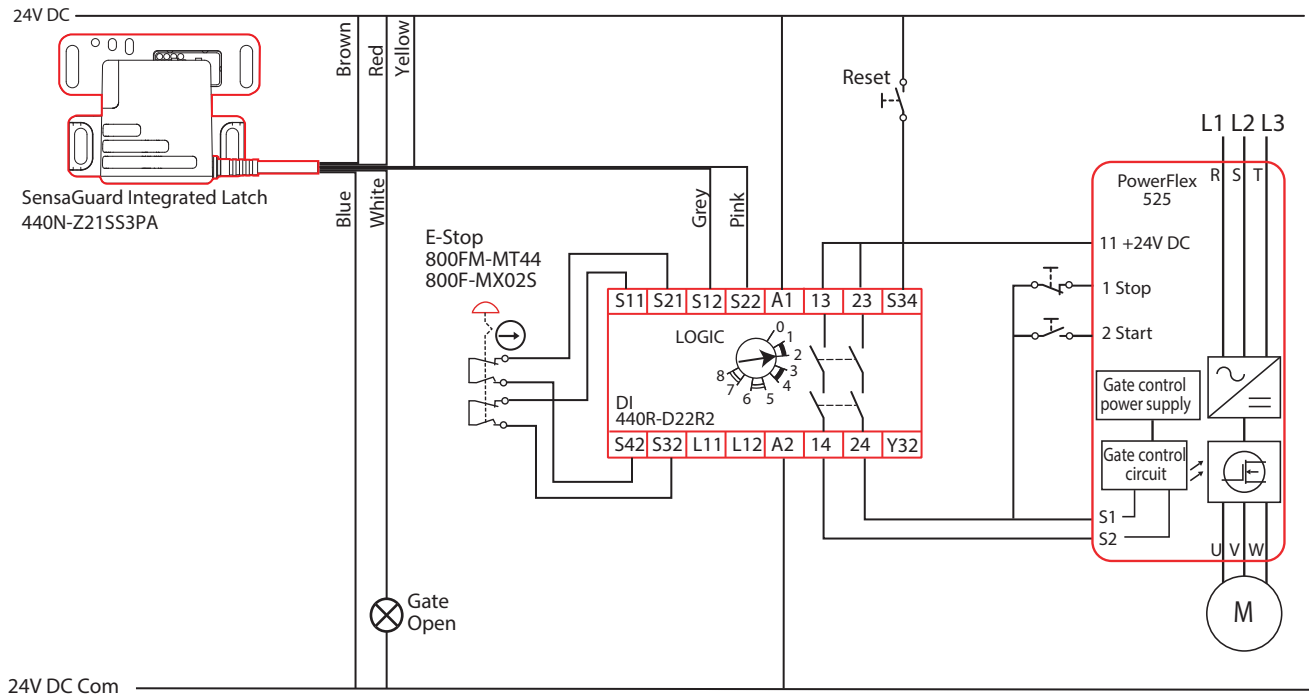 24V DC
Brown
Red
Yellow
Reset
L1 L2 L3
SensaGuard Integrated Latch
440N-Z21SS3PA
Blue
White
Grey
Pink
E-Stop
800FM-MT44
800F-MX02S
PowerFlex
525
R S T
11 +24V DC
1 Stop
2 Start
S11 S21 S12 S22 A1 13 23 S34
LOGIC
0
1
2
3
4
5
6
7
8
DI
440R-D22R2
S42 S32 L11 L12 A2 14 24 Y32
Gate control
power supply
Gate control
circuit
S1
S2
U V W
M
Gate
Open
24V DC Com